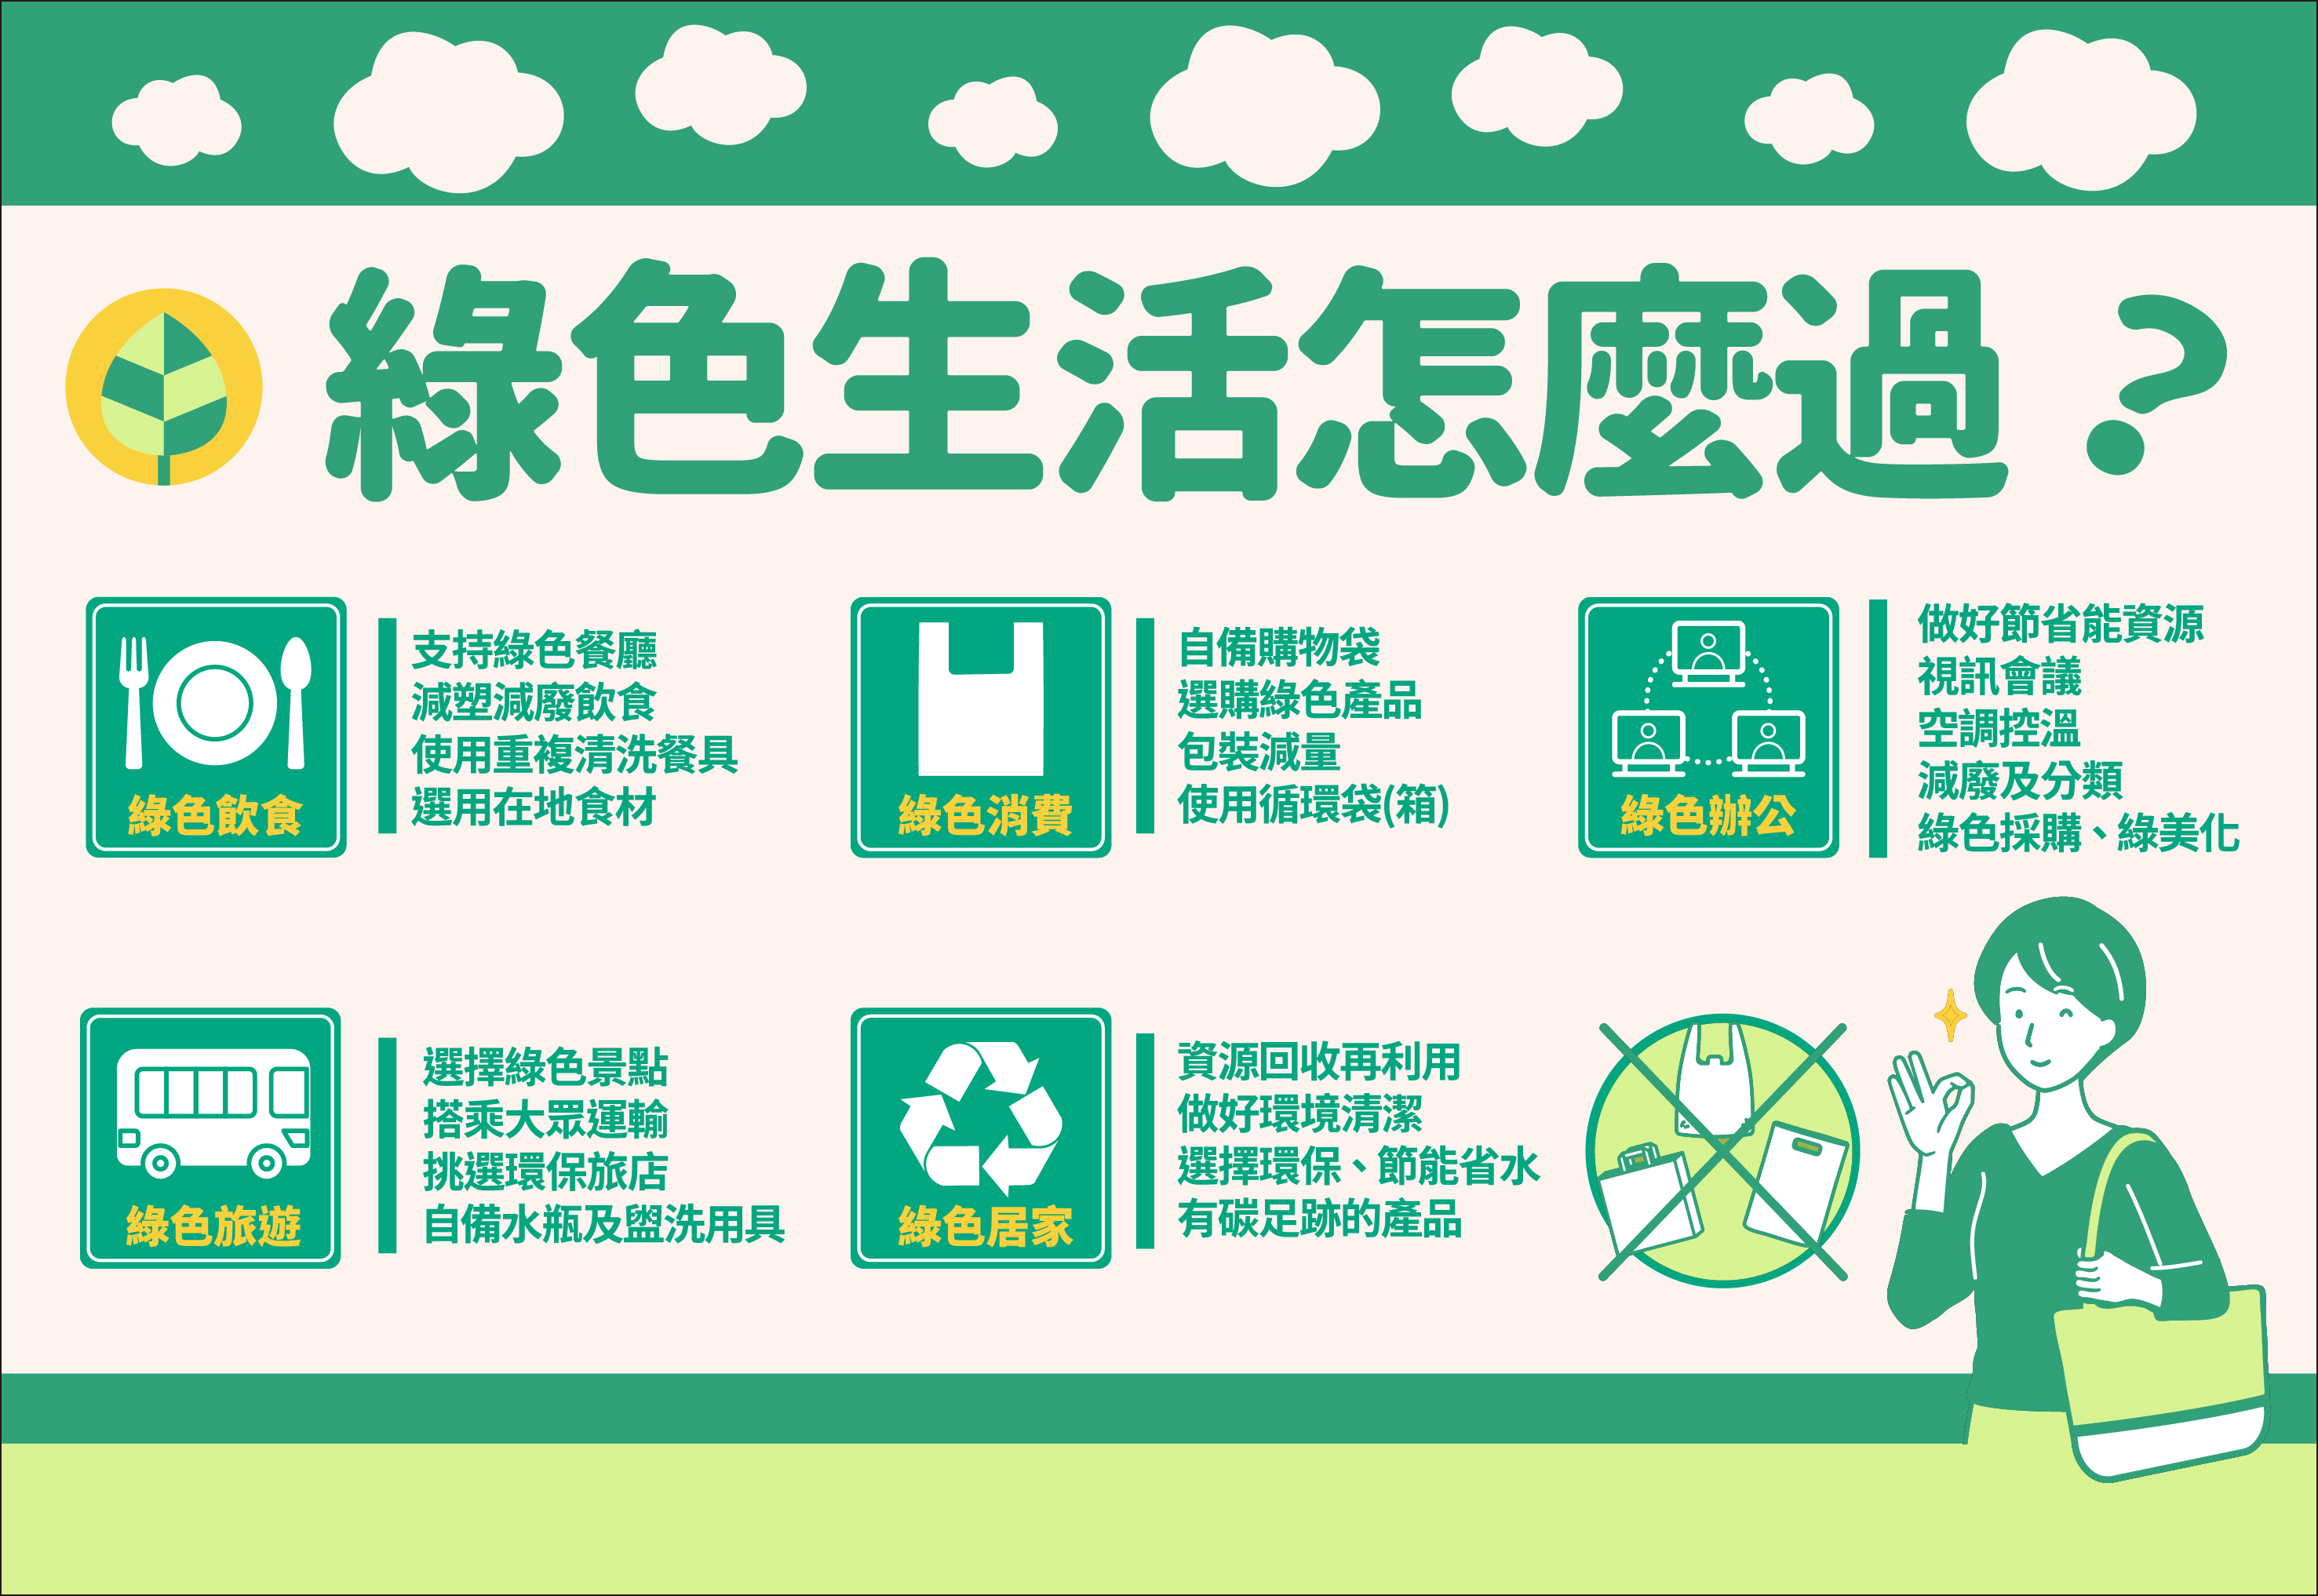 綠色生活怎麼過？
綠色飲食
支持綠色餐廳
減塑減廢飲食
使用重複清洗餐具
選用在地食材
綠色消費
自備購物袋
選購綠色產品
包裝減量
使用循環袋(箱)
綠色辦公
做好節省能資源
視訊會議
空調控溫
減廢及分類
綠色採購、綠美化
綠色旅遊
選擇綠色景點
搭乘大眾運輸
挑選環保旅店
自備水瓶及盥洗用具
綠色居家
資源回收再利用
做好環境清潔
選擇環保、節能省水
有碳足跡的產品